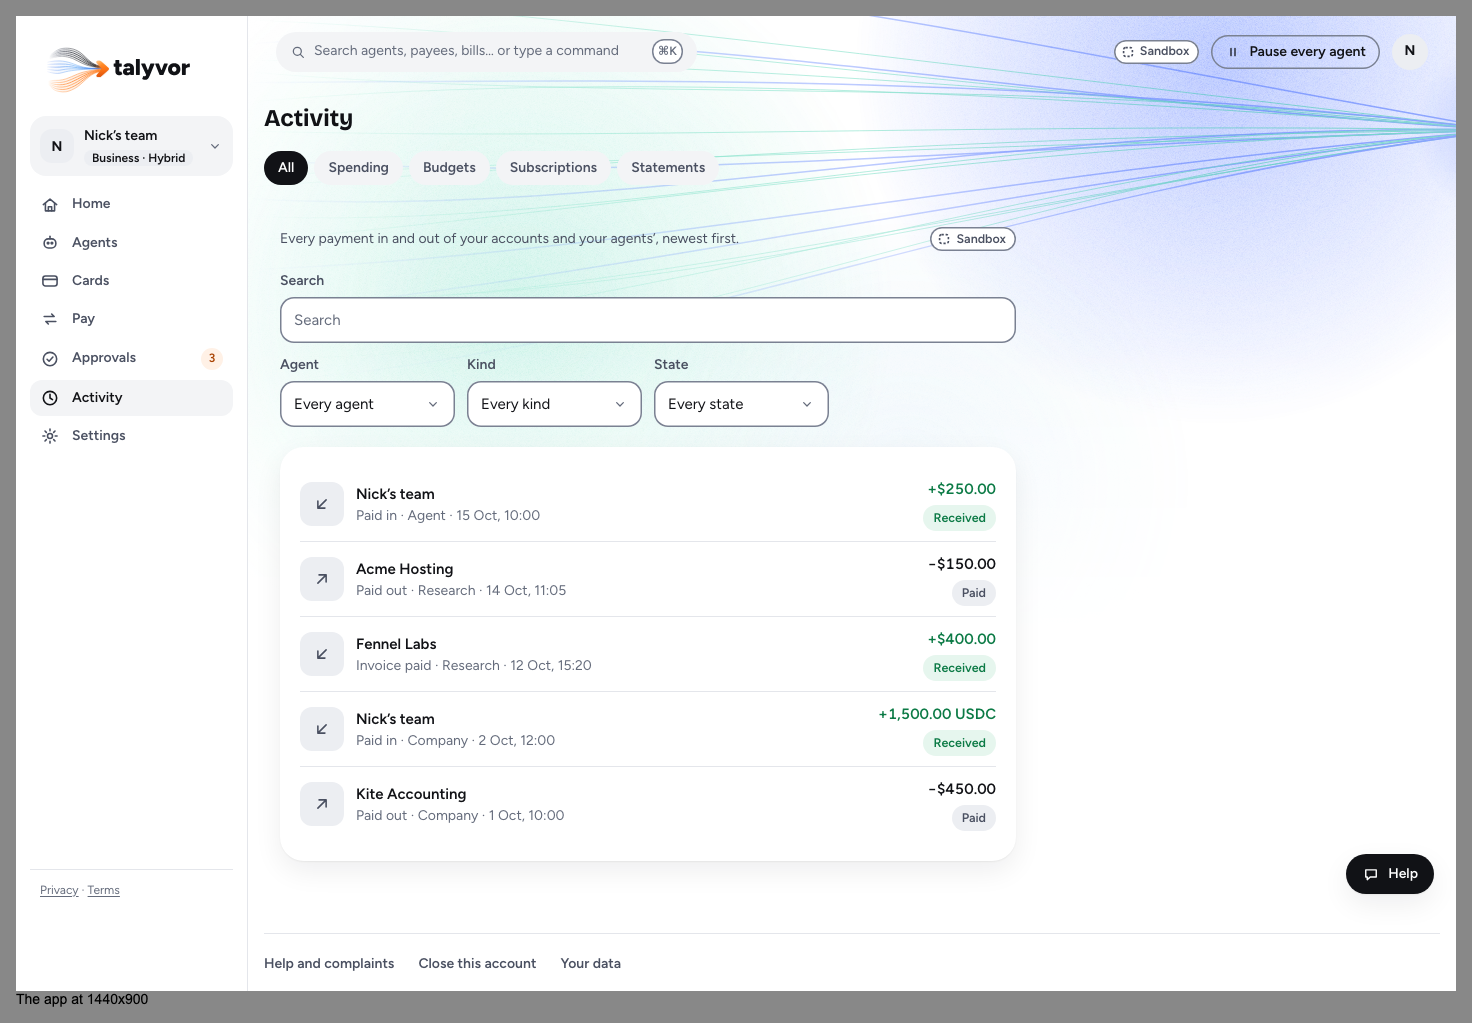 talyvor
Search agents, payees, bills... or type a command ⌘K
Sandbox
Pause every agent
N
N
Nick's team
Business · Hybrid
Home
Agents
Cards
Pay
Approvals 3
Activity
Settings
Privacy · Terms
Activity
All Spending Budgets Subscriptions Statements
Every payment in and out of your accounts and your agents', newest first.
Sandbox
Search
Search
Agent Kind State
Every agent Every kind Every state
Nick's team +$250.00
Paid in · Agent · 15 Oct, 10:00 Received
Acme Hosting -$150.00
Paid out · Research · 14 Oct, 11:05 Paid
Fennel Labs +$400.00
Invoice paid · Research · 12 Oct, 15:20 Received
Nick's team +1,500.00 USDC
Paid in · Company · 2 Oct, 12:00 Received
Kite Accounting -$450.00
Paid out · Company · 1 Oct, 10:00 Paid
Help
Help and complaints Close this account Your data
The app at 1440x900